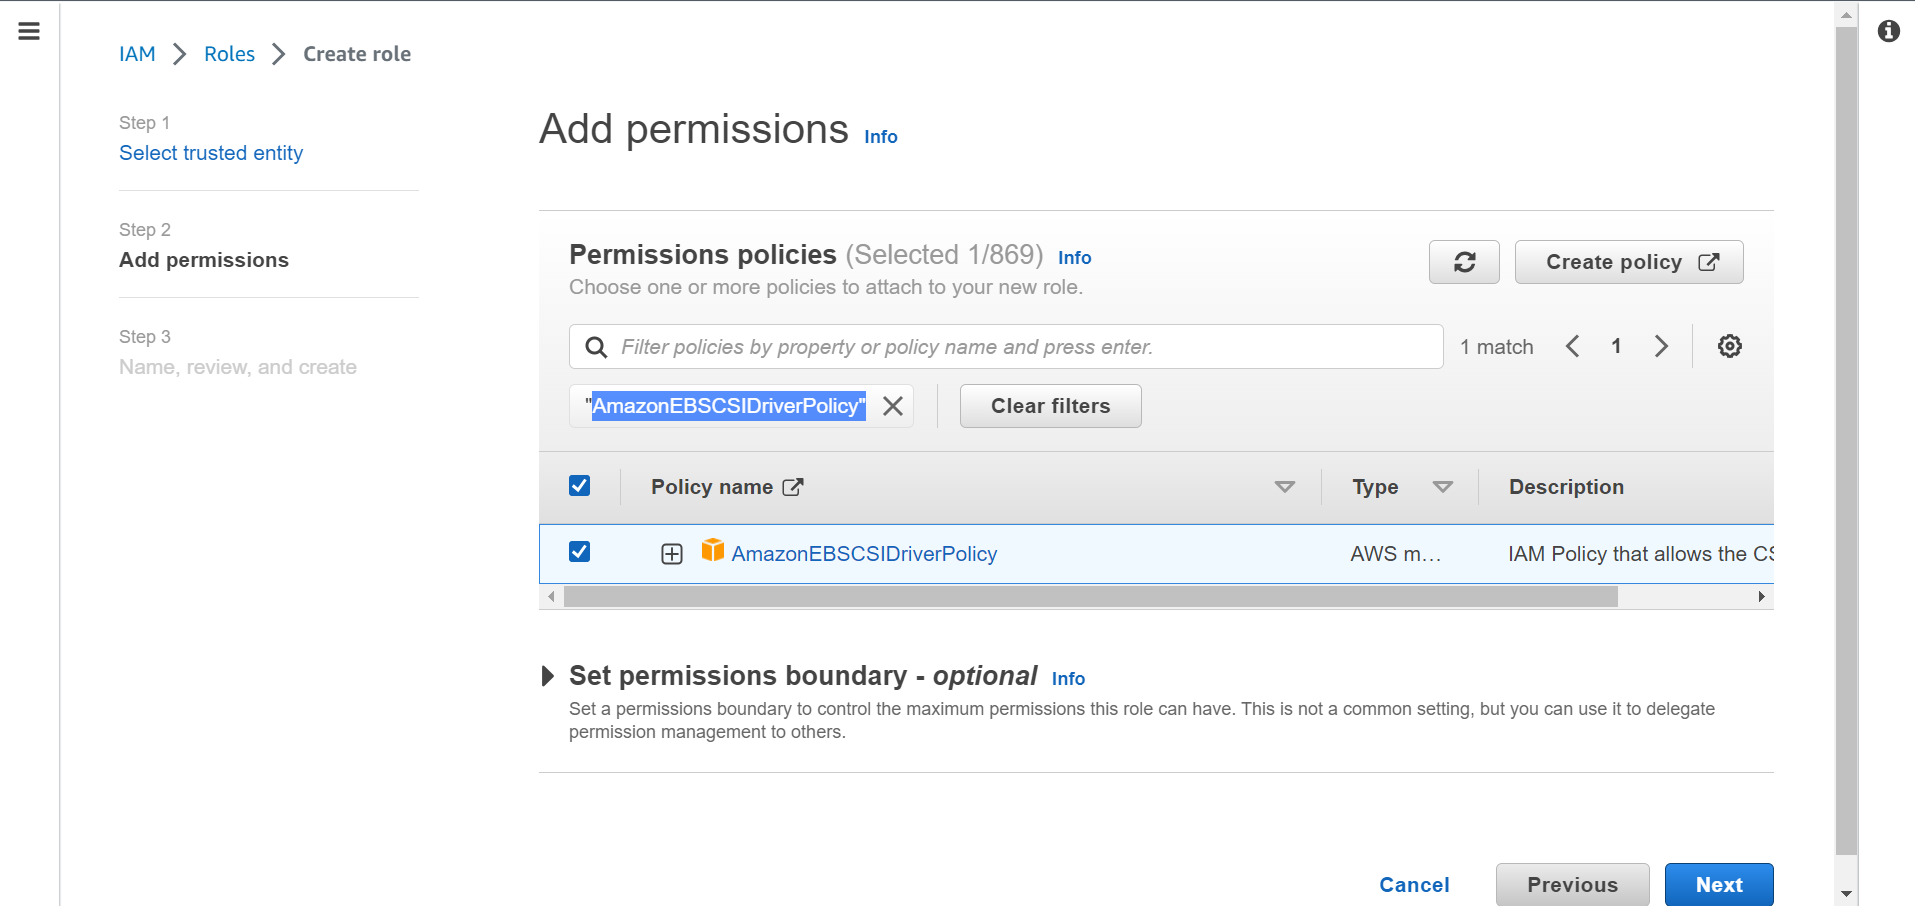 IAM > Roles > Create role
Step 1
Select trusted entity
Step 2
Add permissions
Step 3
Name, review, and create
Add permissions Info
Permissions policies (Selected 1/869) Info
Choose one or more policies to attach to your new role.
Create policy
Filter policies by property or policy name and press enter.
1 match
1
"AmazonEBSCSIDriverPolicy"
Clear filters
Policy name Type Description
AmazonEBSCSIDriverPolicy AWS m... IAM Policy that allows the CS
Set permissions boundary - optional Info
Set a permissions boundary to control the maximum permissions this role can have. This is not a common setting, but you can use it to delegate
permission management to others.
Cancel Previous Next